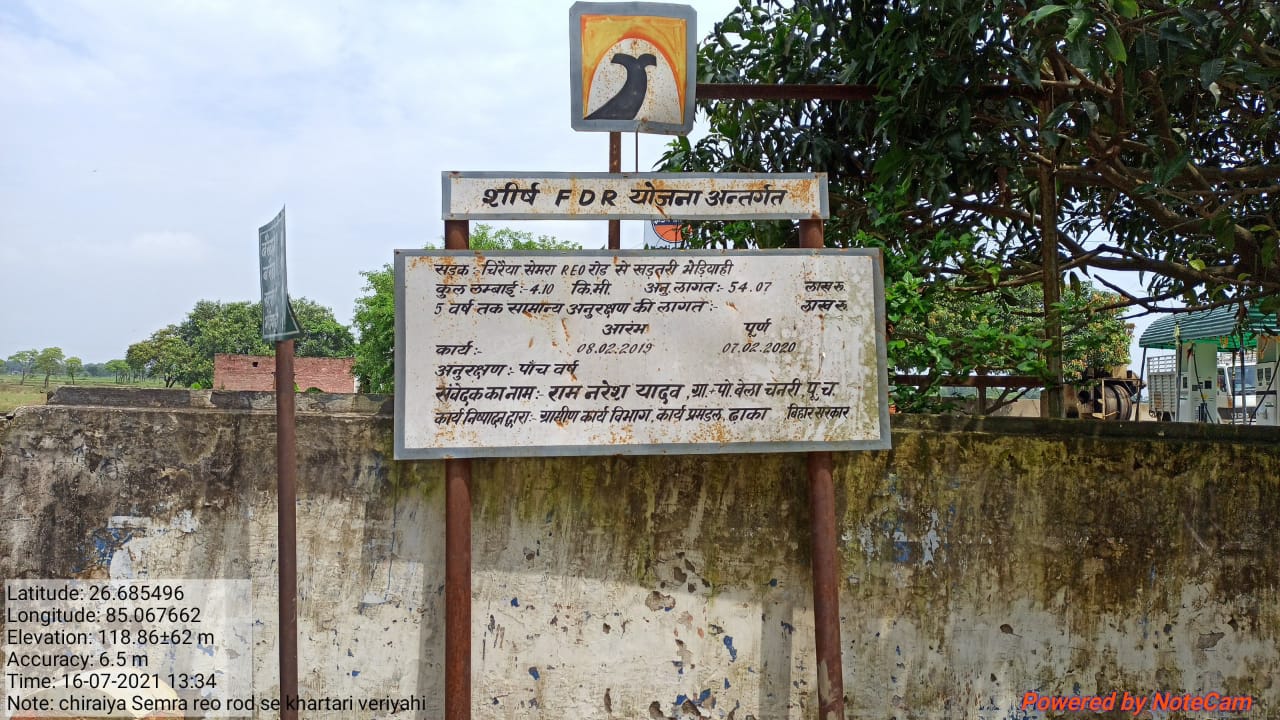 शीर्ष FDR योजना अन्तर्गत
सड़क:- चिरैया सेमरा REO रोड से खड़तरी भेड़ियाही
कुल लम्बाई:- 4.10 कि.मी. अनु लागत:- 54.07 लाख रु
5 वर्ष तक सामान्य अनुरक्षण की लागत:- लाख रु
आरंम पूर्ण
कार्य:- 08.02.2019 07.02.2020
अनुरक्षण:- पाँच वर्ष
संवेदक का नाम:- राम नरेश यादव, ग्रा.-पो. बेला चनरी, पू.च.
कार्य निष्पादन द्वारा:- ग्रामीण कार्य विभाग, कार्य प्रमंडल, ढाका बिहार सरकार
Latitude: 26.685496
Longitude: 85.067662
Elevation: 118.86±62 m
Accuracy: 6.5 m
Time: 16-07-2021 13:34
Note: chiraiya Semra reo rod se khartari veriyahi
Powered by NoteCam